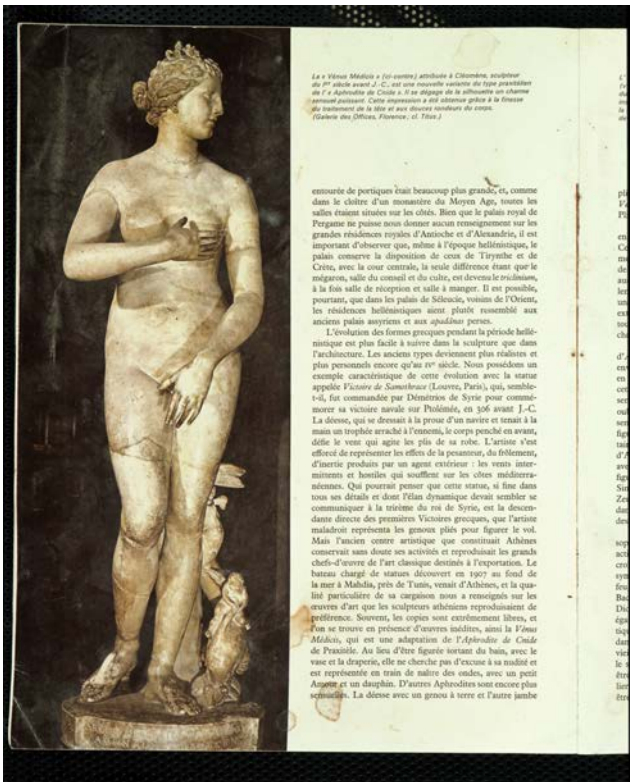 La « Vénus Médicis » (ci-contre) attribuée à Cléomène, sculpteur
du Iᵉʳ siècle avant J.-C., est une nouvelle variante du type praxitélien
de l' « Aphrodite de Cnide ». Il se dégage de la silhouette un charme
sensuel puissant. Cette impression a été obtenue grâce à la finesse
du traitement de la tête et aux douces rondeurs du corps.
(Galerie des Offices, Florence ; cl. Titus.)
entourée de portiques était beaucoup plus grande, et, comme
dans le cloître d'un monastère du Moyen Age, toutes les
salles étaient situées sur les côtés. Bien que le palais royal de
Pergame ne puisse nous donner aucun renseignement sur les
grandes résidences royales d'Antioche et d'Alexandrie, il est
important d'observer que, même à l'époque hellénistique, le
palais conserve la disposition de ceux de Tirynthe et de
Crète, avec la cour centrale, la seule différence étant que le
mégaron, salle du conseil et du culte, est devenu le triclinium,
à la fois salle de réception et salle à manger. Il est possible,
pourtant, que dans les palais de Séleucie, voisins de l'Orient,
les résidences hellénistiques aient plutôt ressemblé aux
anciens palais assyriens et aux apadânas perses.
L'évolution des formes grecques pendant la période hellé-
nistique est plus facile à suivre dans la sculpture que dans
l'architecture. Les anciens types deviennent plus réalistes et
plus personnels encore qu'au IVᵉ siècle. Nous possédons un
exemple caractéristique de cette évolution avec la statue
appelée Victoire de Samothrace (Louvre, Paris), qui, semble-
t-il, fut commandée par Démétrios de Syrie pour commé-
morer sa victoire navale sur Ptolémée, en 306 avant J.-C.
La déesse, qui se dressait à la proue d'un navire et tenait à la
main un trophée arraché à l'ennemi, le corps penché en avant,
défie le vent qui agite les plis de sa robe. L'artiste s'est
efforcé de représenter les effets de la pesanteur, du frôlement,
d'inertie produits par un agent extérieur : les vents inter-
mittents et hostiles qui soufflent sur les côtes méditerra-
néennes. Qui pourrait penser que cette statue, si fine dans
tous ses détails et dont l'élan dynamique devait sembler se
communiquer à la trirème du roi de Syrie, est la descen-
dante directe des premières Victoires grecques, que l'artiste
maladroit représenta les genoux pliés pour figurer le vol.
Mais l'ancien centre artistique que constituait Athènes
conservait sans doute ses activités et reproduisait les grands
chefs-d'œuvre de l'art classique destinés à l'exportation. Le
bateau chargé de statues découvert en 1907 au fond de
la mer à Mahdia, près de Tunis, venait d'Athènes, et la qua-
lité particulière de sa cargaison nous a renseignés sur les
œuvres d'art que les sculpteurs athéniens reproduisaient de
préférence. Souvent, les copies sont extrêmement libres, et
l'on se trouve en présence d'œuvres inédites, ainsi la Vénus
Médicis, qui est une adaptation de l'Aphrodite de Cnide
de Praxitèle. Au lieu d'être figurée sortant du bain, avec le
vase et la draperie, elle ne cherche pas d'excuse à sa nudité et
est représentée en train de naître des ondes, avec un petit
Amour et un dauphin. D'autres Aphrodites sont encore plus
sensuelles. La déesse avec un genou à terre et l'autre jambe